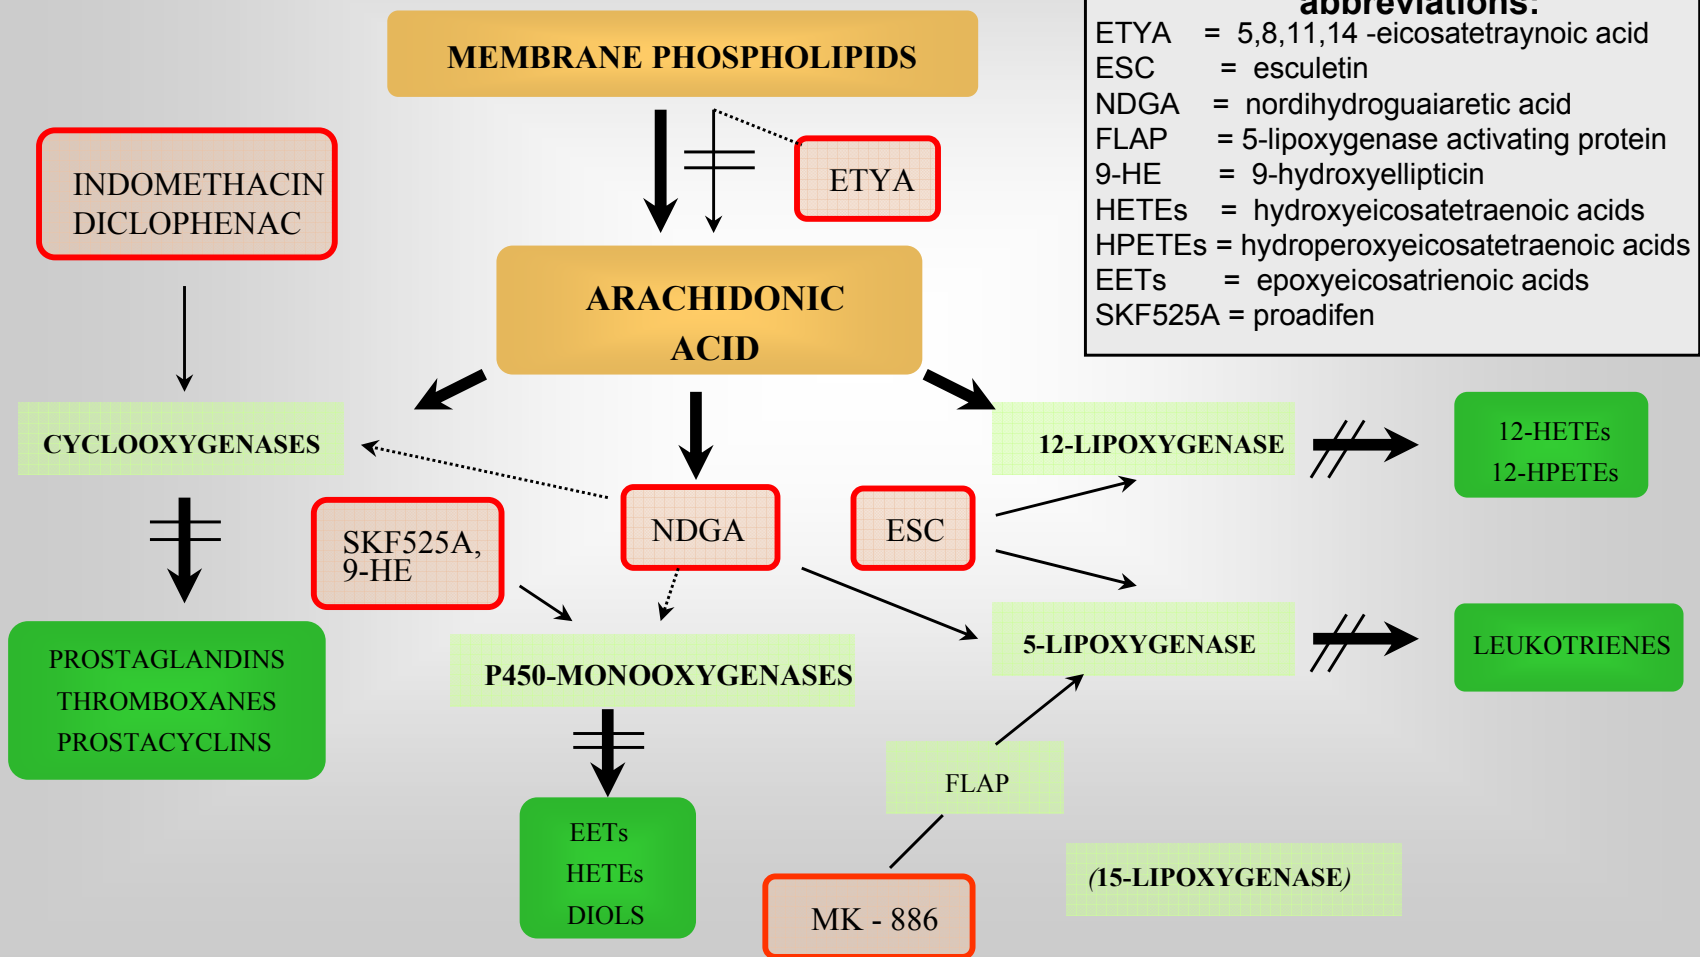 abbreviations:
ETYA = 5,8,11,14 -eicosatetraynoic acid
ESC = esculetin
NDGA = nordihydroguaiaretic acid
FLAP = 5-lipoxygenase activating protein
9-HE = 9-hydroxyellipticin
HETEs = hydroxyeicosatetraenoic acids
HPETEs = hydroperoxyeicosatetraenoic acids
EETs = epoxyeicosatrienoic acids
SKF525A = proadifen
MEMBRANE PHOSPHOLIPIDS
INDOMETHACIN
DICLOPHENAC
ETYA
ARACHIDONIC
ACID
CYCLOOXYGENASES
12-LIPOXYGENASE
12-HETEs
12-HPETEs
SKF525A,
9-HE
NDGA
ESC
PROSTAGLANDINS
THROMBOXANES
PROSTACYCLINS
P450-MONOOXYGENASES
5-LIPOXYGENASE
LEUKOTRIENES
FLAP
EETs
HETEs
DIOLS
MK - 886
(15-LIPOXYGENASE)